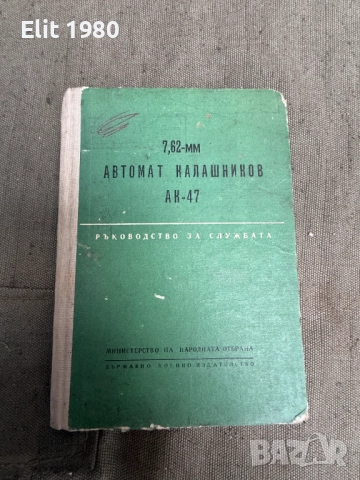 Elit 1980
7,62-мм
АВТОМАТ КАЛАШНИКОВ
АК-47
РЪКОВОДСТВО ЗА СЛУЖБАТА
МИНИСТЕРСТВО НА НАРОДНАТА ОТБРАНА
ДЪРЖАВНО ВОЕННО ИЗДАТЕЛСТВО
BAZAR